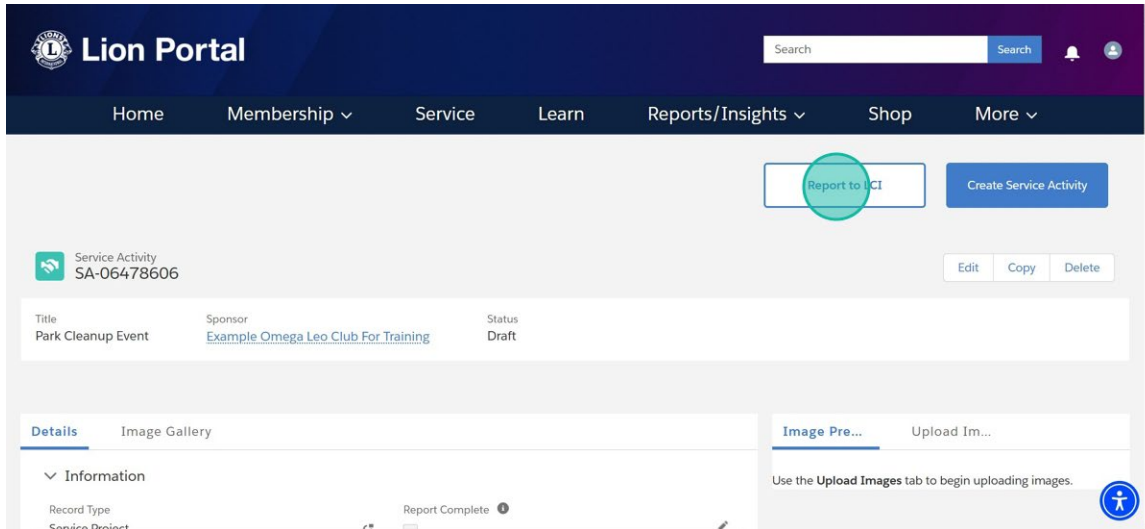 LIONS
L
Lion Portal
Search
Search
Home
Membership
Service
Learn
Reports/Insights
Shop
More
Report to LCI
Create Service Activity
Service Activity
SA-06478606
Edit
Copy
Delete
Title
Park Cleanup Event
Sponsor
Example Omega Leo Club For Training
Status
Draft
Details
Image Gallery
Image Pre...
Upload Im...
Information
Use the Upload Images tab to begin uploading images.
Record Type
Service Project
Report Complete